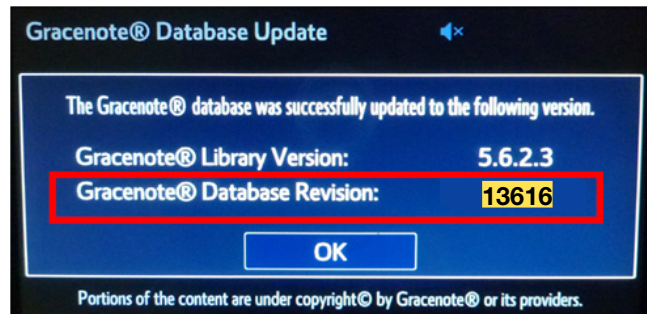 Gracenote® Database Update
The Gracenote® database was successfully updated to the following version.
Gracenote® Library Version: 5.6.2.3
Gracenote® Database Revision: 13616
OK
Portions of the content are under copyright© by Gracenote® or its providers.